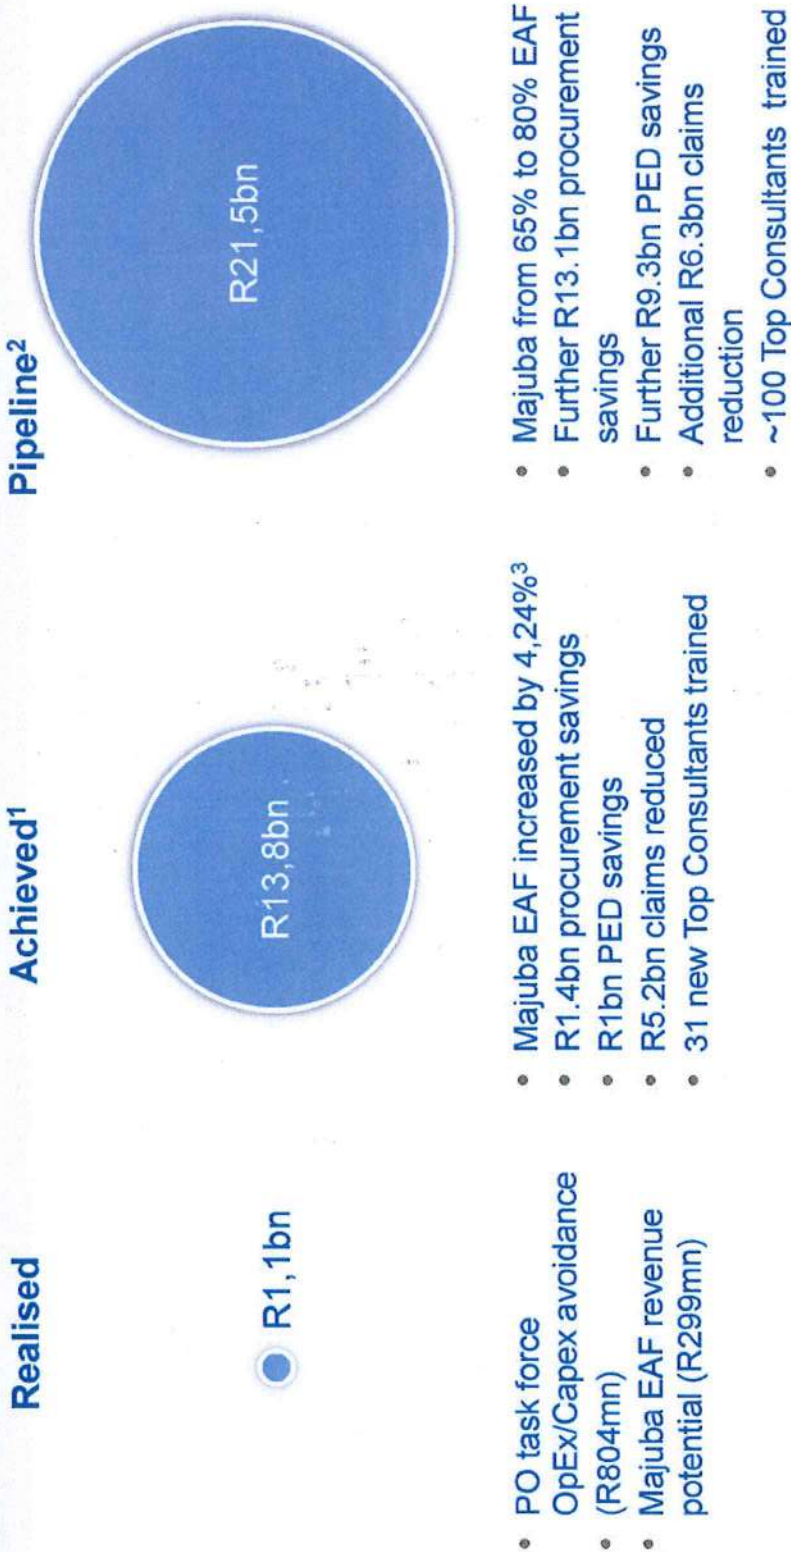 Realised
R1,1bn
• PO task force
OpEx/Capex avoidance
• (R804mn)
• Majuba EAF revenue
potential (R299mn)
Achieved¹
R13,8bn
• Majuba EAF increased by 4,24%³
• R1.4bn procurement savings
• R1bn PED savings
• R5.2bn claims reduced
• 31 new Top Consultants trained
Pipeline²
R21,5bn
• Majuba from 65% to 80% EAF
• Further R13.1bn procurement
savings
• Further R9.3bn PED savings
• Additional R6.3bn claims
reduction
• ~100 Top Consultants trained